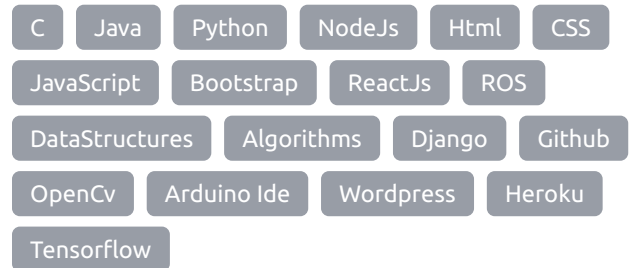 C Java Python NodeJs Html CSS
JavaScript Bootstrap ReactJs ROS
DataStructures Algorithms Django Github
OpenCv Arduino Ide Wordpress Heroku
Tensorflow